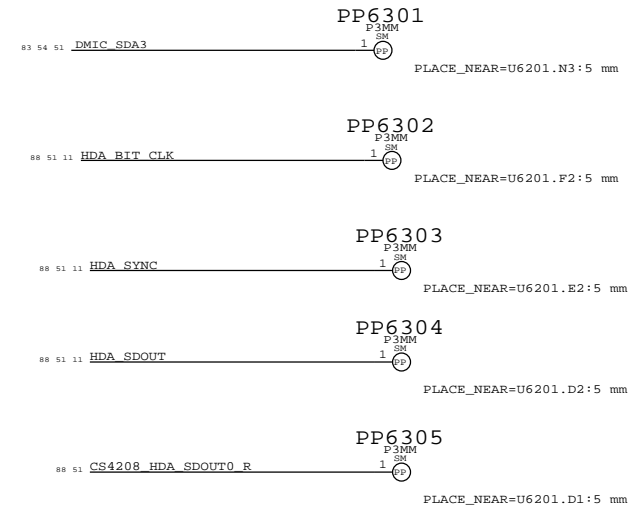 PP6301
P3MM
SM
83 54 51 DMIC_SDA3 1 PP
PLACE_NEAR=U6201.N3:5 mm
PP6302
P3MM
SM
88 51 11 HDA_BIT_CLK 1 PP
PLACE_NEAR=U6201.F2:5 mm
PP6303
P3MM
SM
88 51 11 HDA_SYNC 1 PP
PLACE_NEAR=U6201.E2:5 mm
PP6304
P3MM
SM
88 51 11 HDA_SDOUT 1 PP
PLACE_NEAR=U6201.D2:5 mm
PP6305
P3MM
SM
88 51 CS4208_HDA_SDOUT0_R 1 PP
PLACE_NEAR=U6201.D1:5 mm